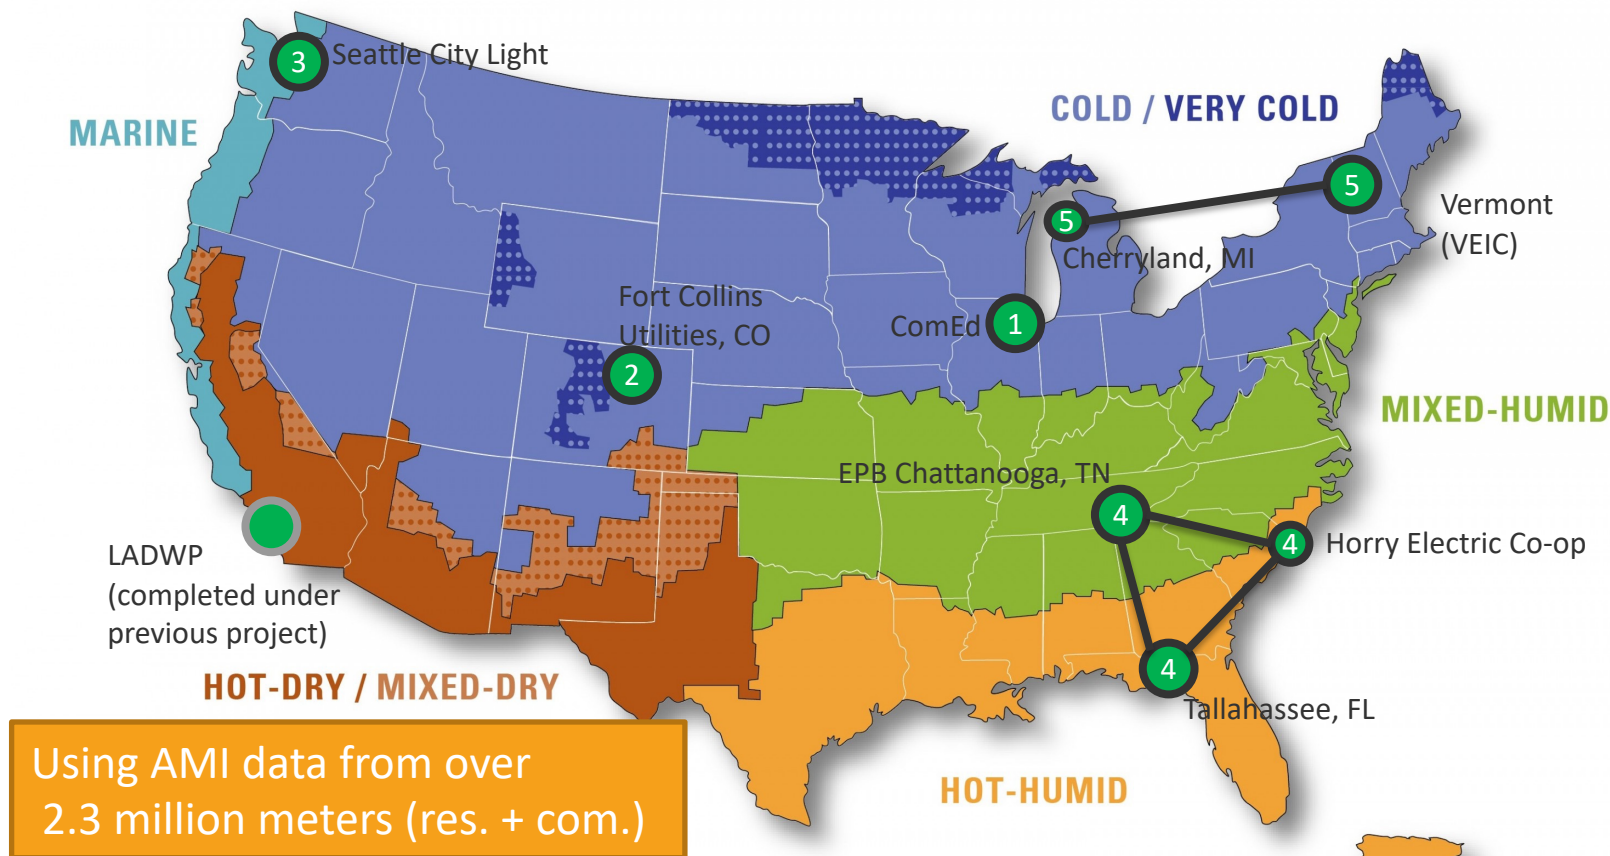 3
Seattle City Light
MARINE
COLD / VERY COLD
5
5
Vermont
(VEIC)
Cherryland, MI
Fort Collins
Utilities, CO
ComEd
1
2
MIXED-HUMID
EPB Chattanooga, TN
4
4
Horry Electric Co-op
LADWP
(completed under
previous project)
4
Tallahassee, FL
HOT-DRY / MIXED-DRY
HOT-HUMID
Using AMI data from over
2.3 million meters (res. + com.)